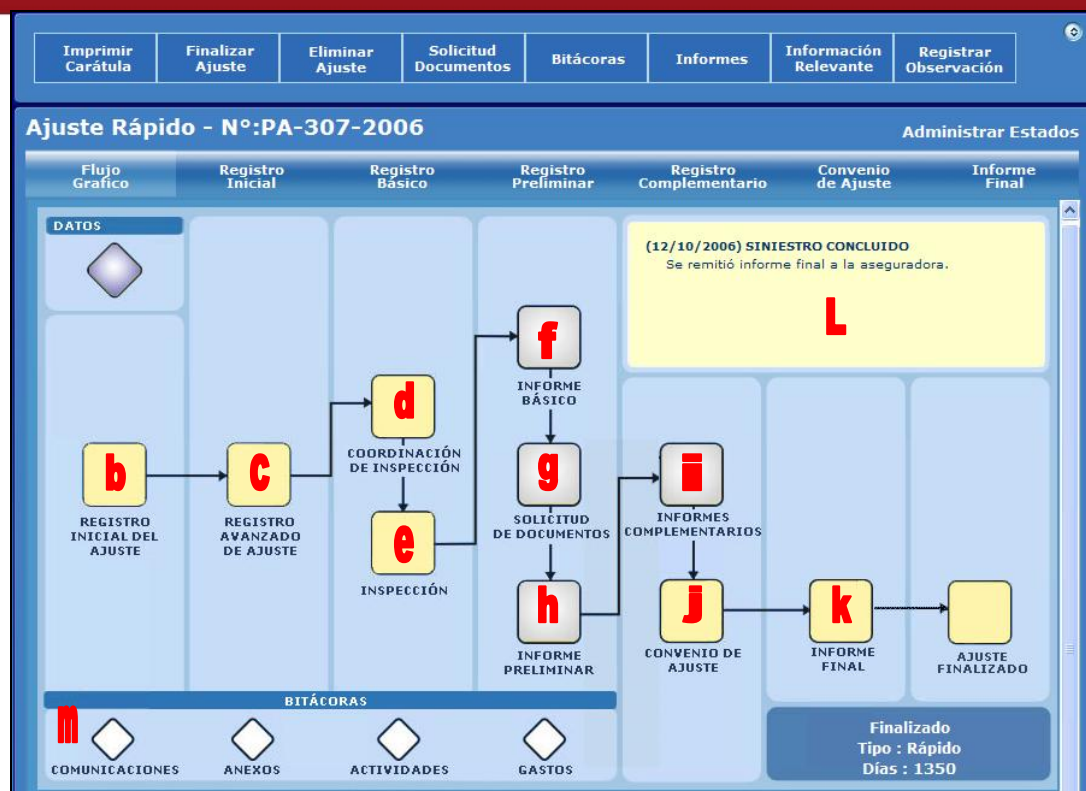 Imprimir
Carátula
Finalizar
Ajuste
Eliminar
Ajuste
Solicitud
Documentos
Bitácoras
Informes
Información
Relevante
Registrar
Observación
Ajuste Rápido - Nº:PA-307-2006
Administrar Estados
Flujo
Grafico
Registro
Inicial
Registro
Básico
Registro
Preliminar
Registro
Complementario
Convenio
de Ajuste
Informe
Final
DATOS
(12/10/2006) SINIESTRO CONCLUIDO
Se remitió informe final a la aseguradora.
L
f
INFORME
BÁSICO
d
COORDINACIÓN
DE INSPECCIÓN
b
REGISTRO
INICIAL DEL
AJUSTE
c
REGISTRO
AVANZADO
DE AJUSTE
e
INSPECCIÓN
g
SOLICITUD
DE DOCUMENTOS
h
INFORME
PRELIMINAR
i
INFORMES
COMPLEMENTARIOS
j
CONVENIO DE
AJUSTE
k
INFORME
FINAL
AJUSTE
FINALIZADO
BITÁCORAS
m
COMUNICACIONES
ANEXOS
ACTIVIDADES
GASTOS
Finalizado
Tipo : Rápido
Días : 1350